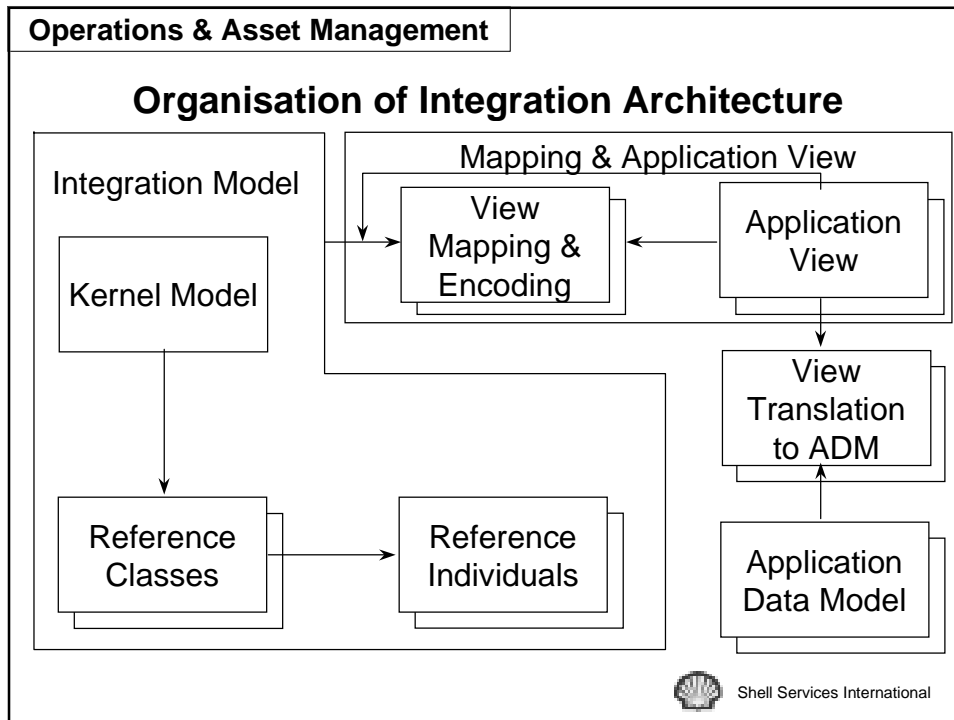 Operations & Asset Management
Organisation of Integration Architecture
Integration Model
Kernel Model
Reference
Classes
Reference
Individuals
Mapping & Application View
View
Mapping &
Encoding
Application
View
View
Translation
to ADM
Application
Data Model
Shell Services International